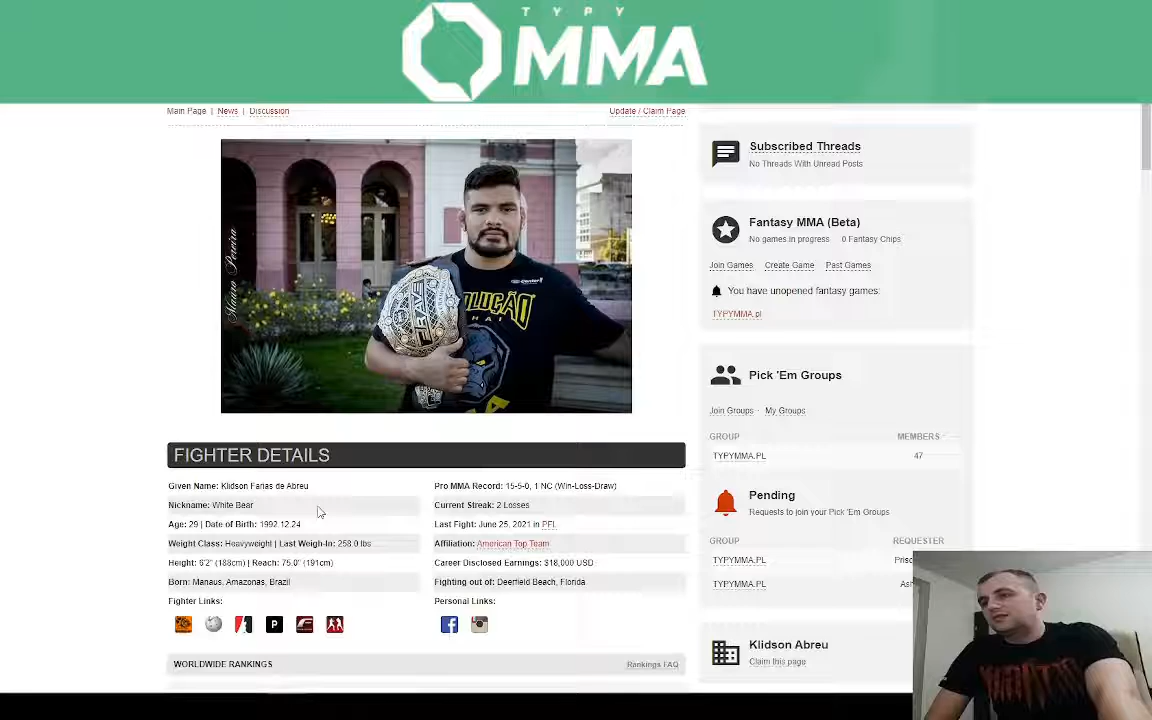 TYPY
MMA
Main Page | News | Discussion
Update / Claim Page
Mauro Pereira
Subscribed Threads
No Threads With Unread Posts
Fantasy MMA (Beta)
No games in progress 0 Fantasy Chips
Join Games Create Game Past Games
You have unopened fantasy games:
TYPYMMA.pl
Pick 'Em Groups
Join Groups · My Groups
GROUP MEMBERS
TYPYMMA.PL 47
Pending
Requests to join your Pick 'Em Groups
GROUP REQUESTER
TYPYMMA.PL
TYPYMMA.PL
Klidson Abreu
Claim this page
FIGHTER DETAILS
Given Name: Klidson Farias de Abreu
Pro MMA Record: 15-5-0, 1 NC (Win-Loss-Draw)
Nickname: White Bear
Current Streak: 2 Losses
Age: 29 | Date of Birth: 1992.12.24
Last Fight: June 25, 2021 in PFL
Weight Class: Heavyweight | Last Weigh-In: 258.0 lbs
Affiliation: American Top Team
Height: 6'2" (188cm) | Reach: 75.0" (191cm)
Career Disclosed Earnings: $18,000 USD
Born: Manaus, Amazonas, Brazil
Fighting out of: Deerfield Beach, Florida
Fighter Links:
Personal Links:
WORLDWIDE RANKINGS
Rankings FAQ